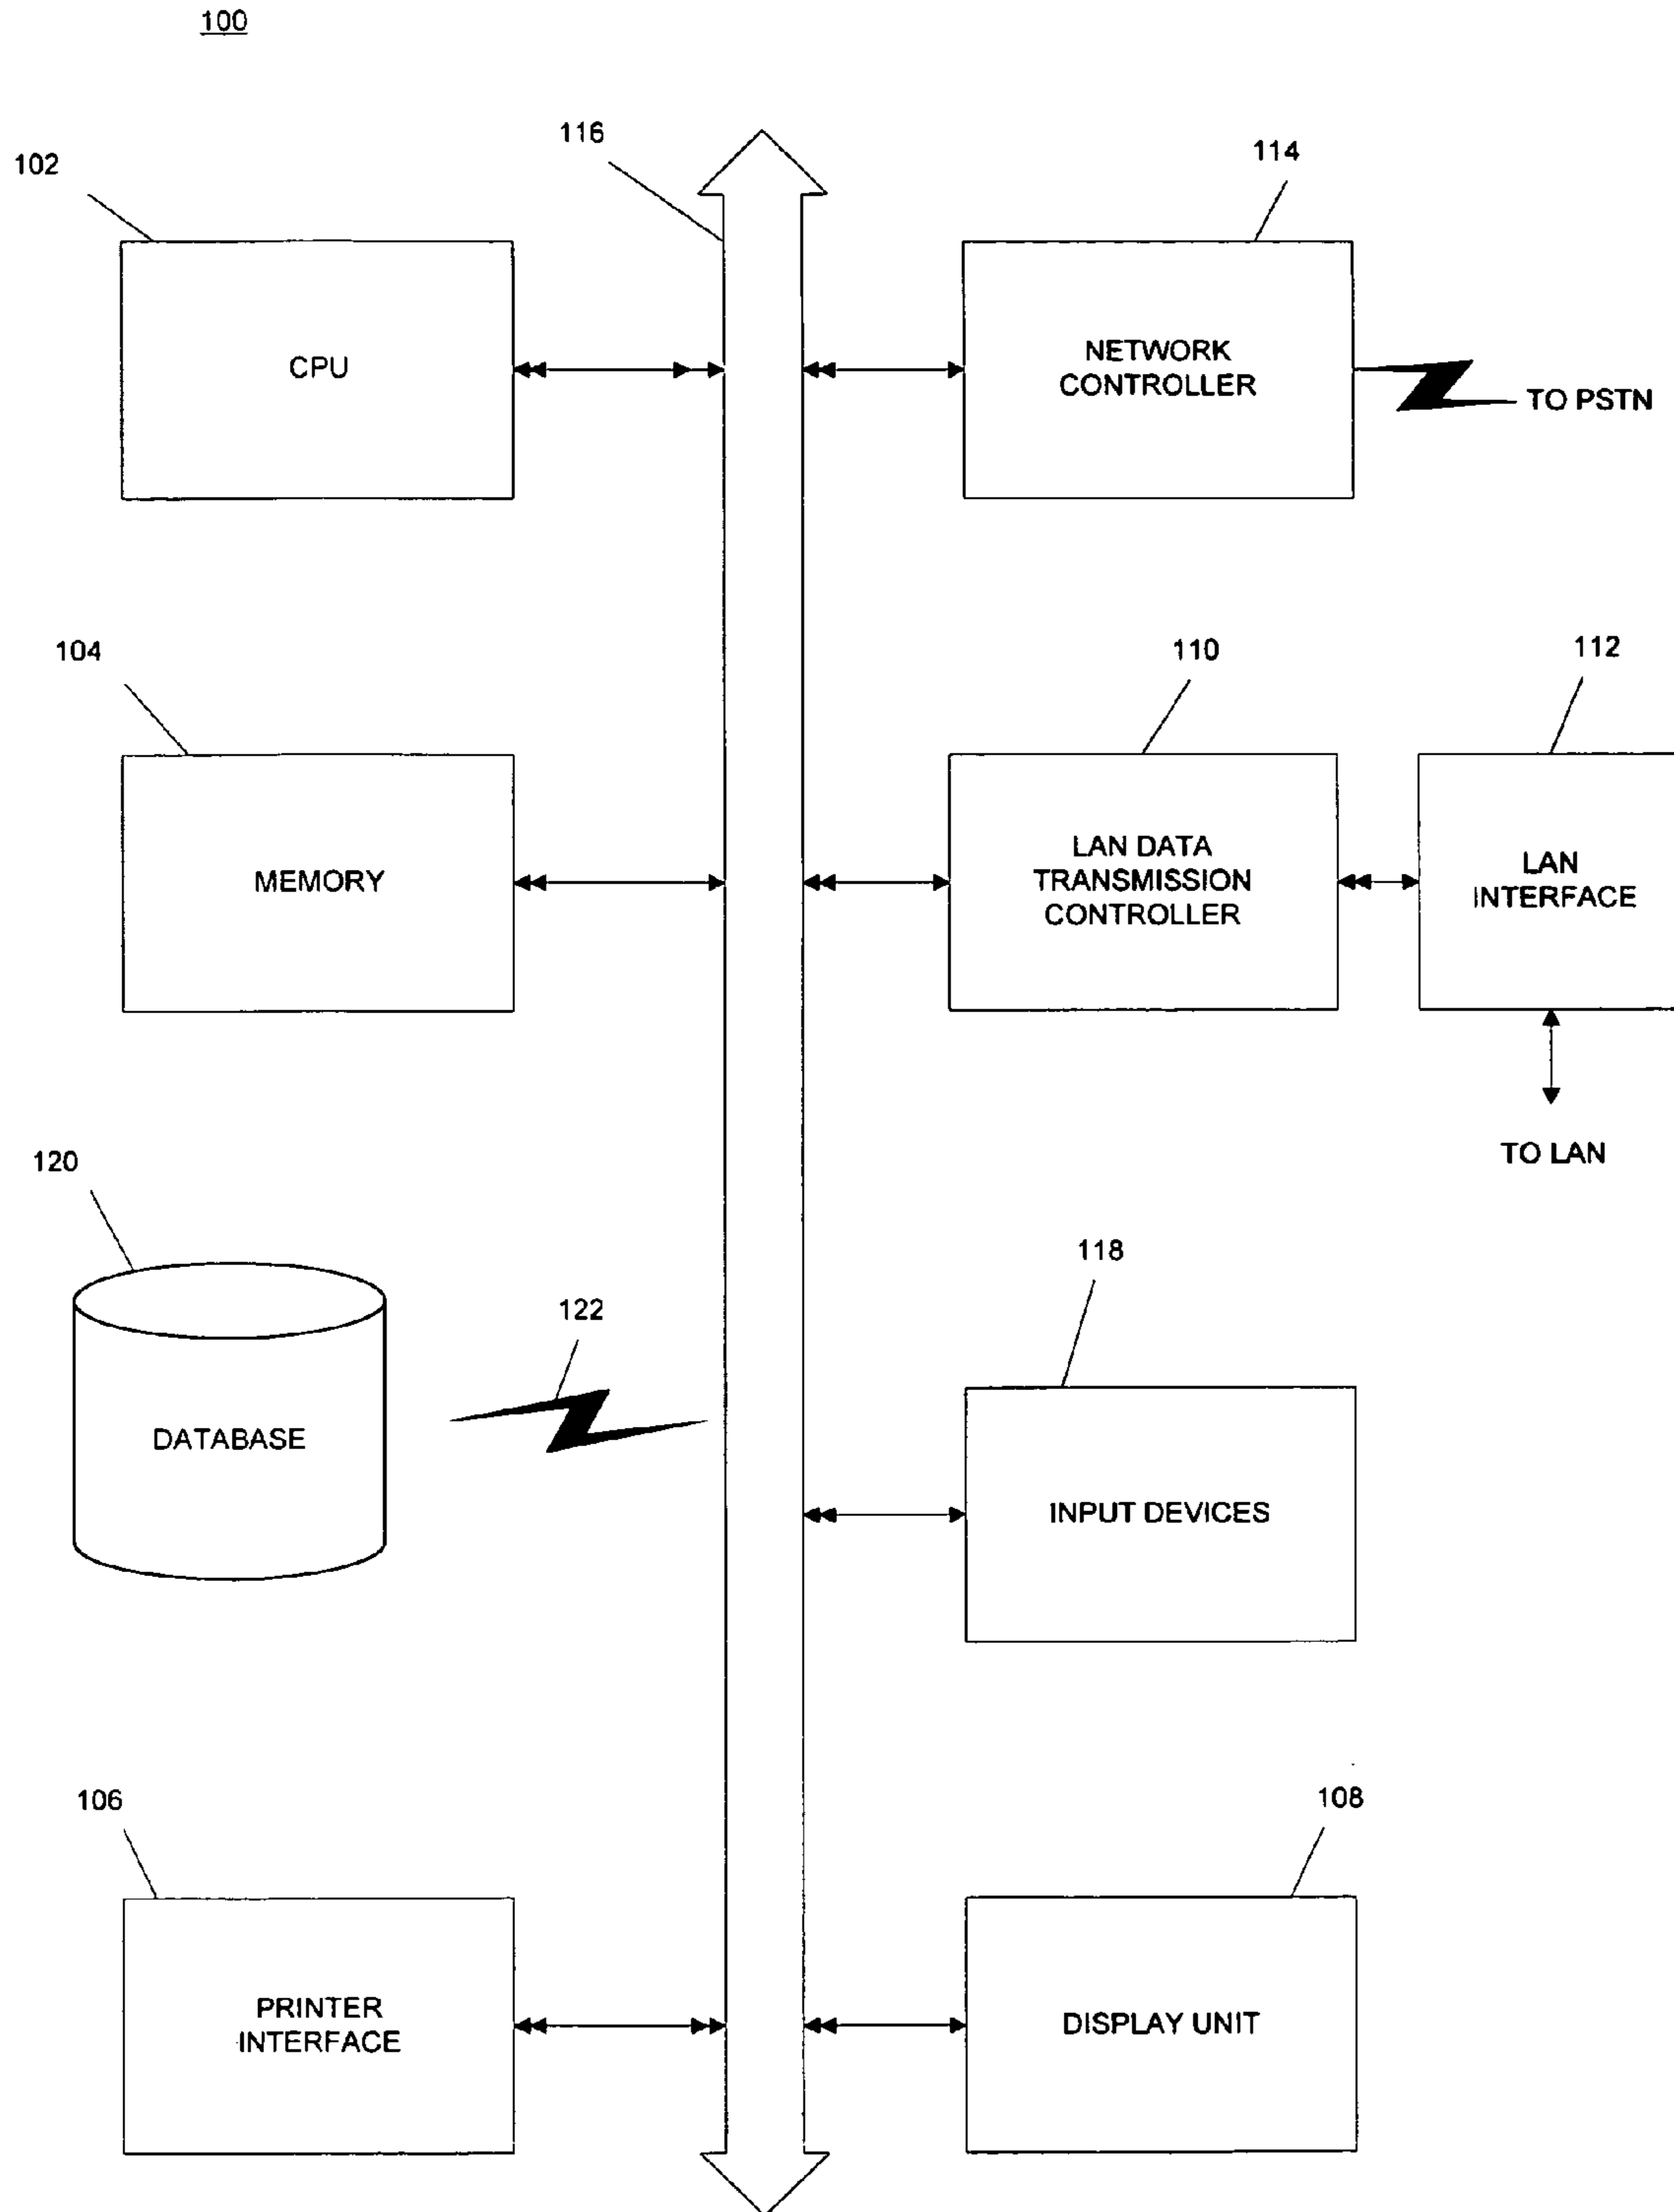 100
116
102
114
CPU
NETWORK
CONTROLLER
TO PSTN
104
110
112
MEMORY
LAN DATA
TRANSMISSION
CONTROLLER
LAN
INTERFACE
TO LAN
120
118
122
DATABASE
INPUT DEVICES
106
108
PRINTER
INTERFACE
DISPLAY UNIT